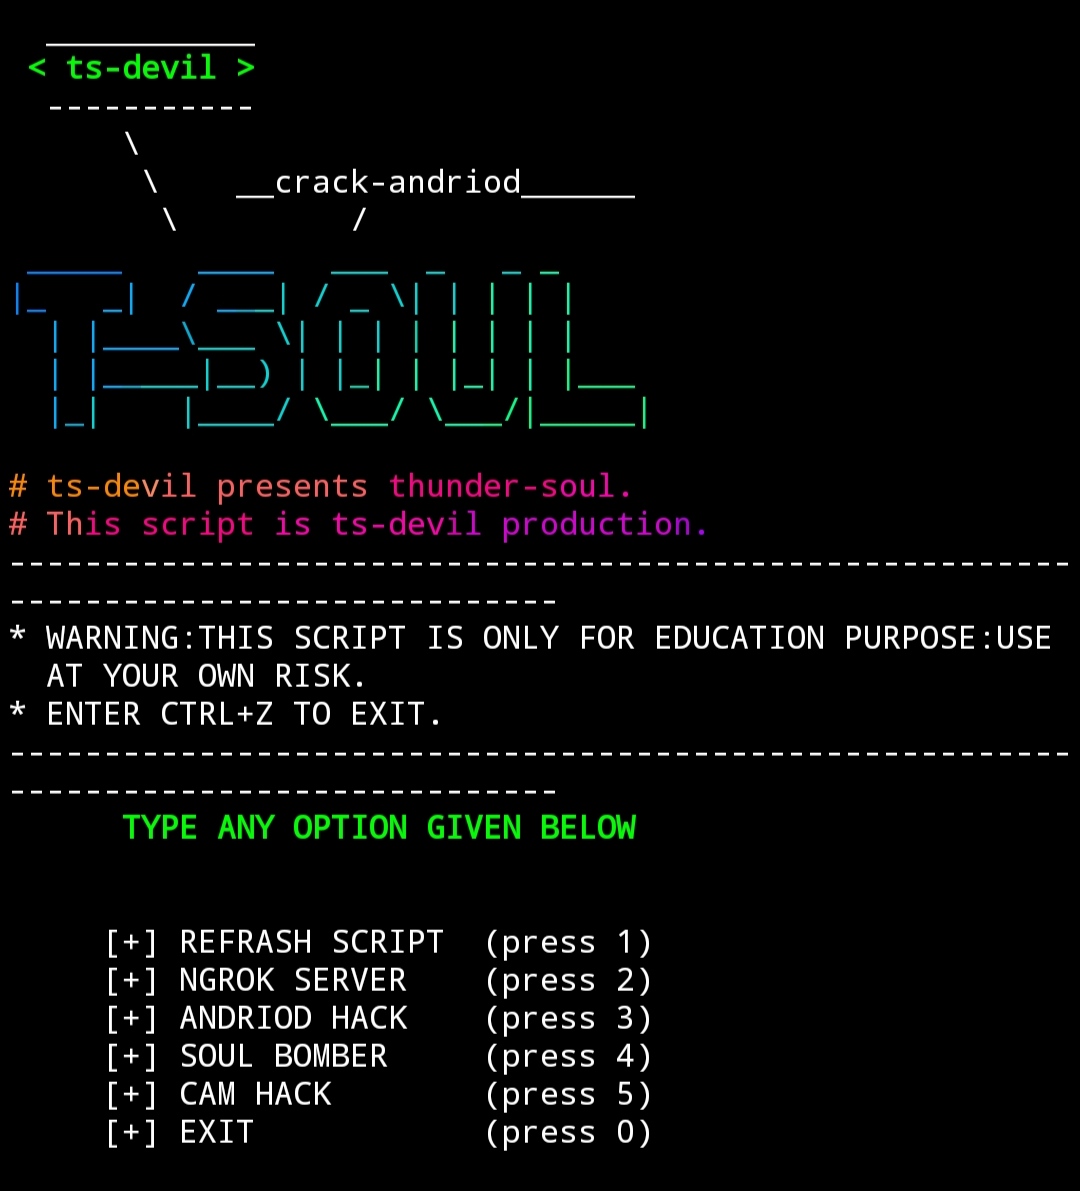 < ts-devil >
__crack-andriod______
T-SOUL
# ts-devil presents thunder-soul.
# This script is ts-devil production.
* WARNING:THIS SCRIPT IS ONLY FOR EDUCATION PURPOSE:USE
AT YOUR OWN RISK.
* ENTER CTRL+Z TO EXIT.
TYPE ANY OPTION GIVEN BELOW
[+] REFRASH SCRIPT (press 1)
[+] NGROK SERVER (press 2)
[+] ANDRIOD HACK (press 3)
[+] SOUL BOMBER (press 4)
[+] CAM HACK (press 5)
[+] EXIT (press 0)